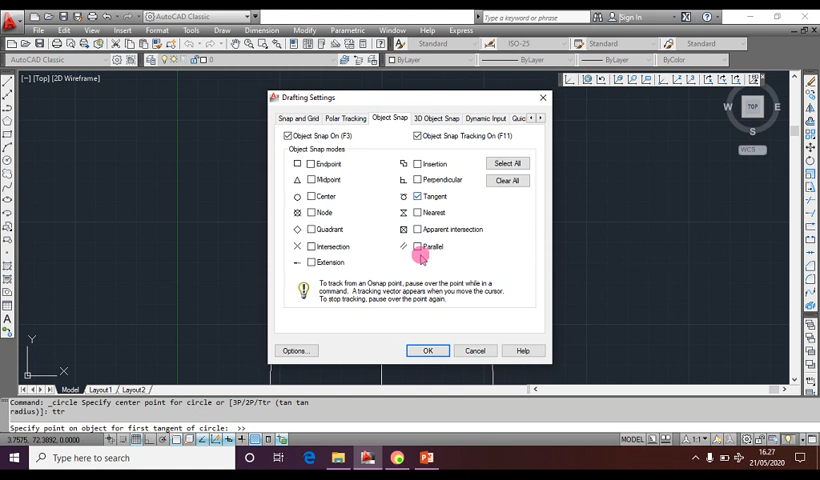 AutoCAD Classic
Type a keyword or phrase
Sign In
File Edit View Insert Format Tools Draw Dimension Modify Parametric Window Help Express
Standard ISO-25 Standard Standard
AutoCAD Classic 0 ByLayer ByLayer ByLayer ByColor
[−] [Top] [2D Wireframe]
N
W TOP E
S
WCS
Drafting Settings
Snap and Grid Polar Tracking Object Snap 3D Object Snap Dynamic Input Quic
Object Snap On (F3) Object Snap Tracking On (F11)
Object Snap modes
Endpoint Insertion Select All
Midpoint Perpendicular Clear All
Center Tangent
Node Nearest
Quadrant Apparent intersection
Intersection Parallel
Extension
To track from an Osnap point, pause over the point while in a
command. A tracking vector appears when you move the cursor.
To stop tracking, pause over the point again.
Options... OK Cancel Help
Y
X
Model Layout1 Layout2
Command: _circle Specify center point for circle or [3P/2P/Ttr (tan tan
radius)]: ttr
Specify point on object for first tangent of circle: >>
3.7575, 72.3892, 0.0000 MODEL 1:1
Type here to search
16.27
21/05/2020